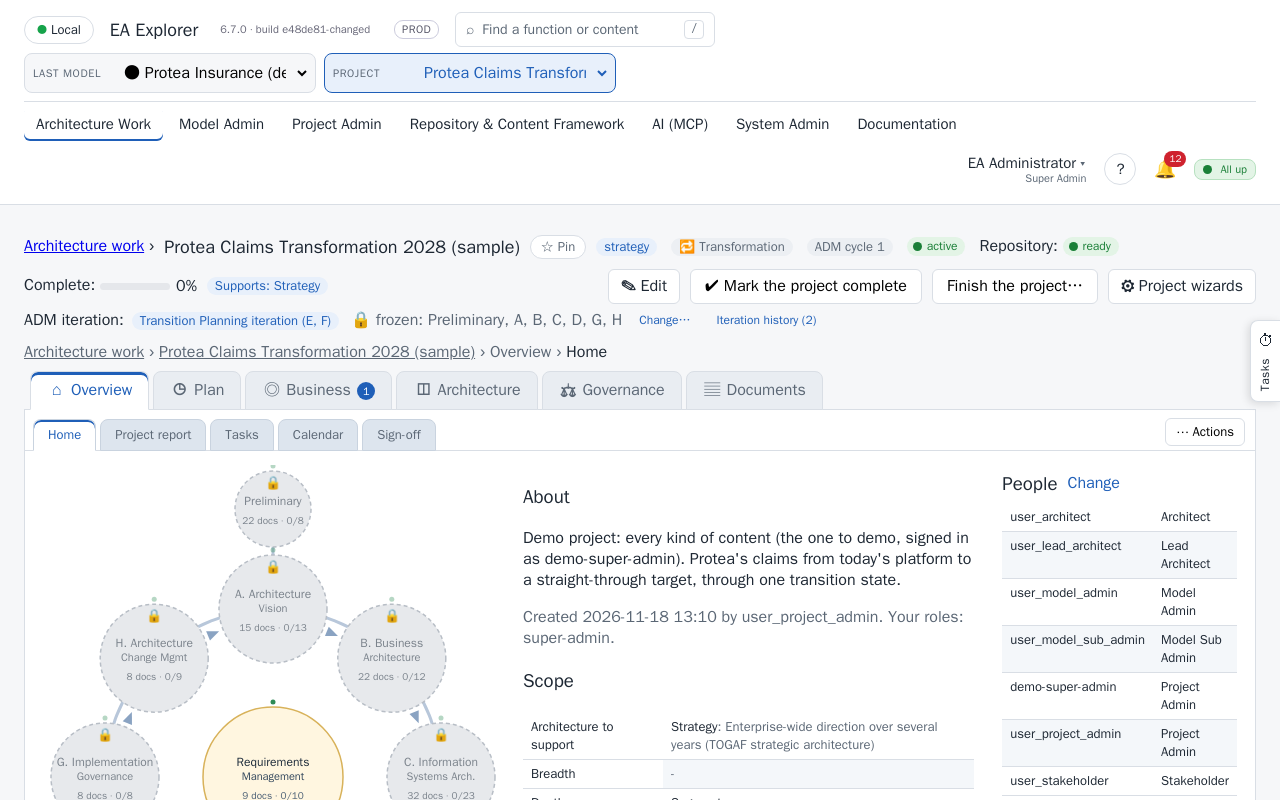 Local
EA Explorer
6.7.0 · build e48de81-changed
PROD
Find a function or content
/
LAST MODEL
Protea Insurance (de
PROJECT
Protea Claims Transfor
Architecture Work
Model Admin
Project Admin
Repository & Content Framework
AI (MCP)
System Admin
Documentation
EA Administrator
Super Admin
?
12
All up
Architecture work › Protea Claims Transformation 2028 (sample)
☆ Pin
strategy
Transformation
ADM cycle 1
active
Repository:
ready
Complete:
0%
Supports: Strategy
✎ Edit
✔ Mark the project complete
Finish the project···
⚙ Project wizards
ADM iteration:
Transition Planning iteration (E, F)
frozen: Preliminary, A, B, C, D, G, H
Change···
Iteration history (2)
Architecture work › Protea Claims Transformation 2028 (sample) › Overview › Home
Tasks
Overview
Plan
Business 1
Architecture
Governance
Documents
Home
Project report
Tasks
Calendar
Sign-off
··· Actions
Preliminary
22 docs · 0/8
A. Architecture
Vision
15 docs · 0/13
H. Architecture
Change Mgmt
8 docs · 0/9
B. Business
Architecture
22 docs · 0/12
G. Implementation
Governance
8 docs · 0/8
Requirements
Management
9 docs · 0/10
C. Information
Systems Arch.
32 docs · 0/23
About
Demo project: every kind of content (the one to demo, signed in
as demo-super-admin). Protea's claims from today's platform to
a straight-through target, through one transition state.
Created 2026-11-18 13:10 by user_project_admin. Your roles:
super-admin.
Scope
Architecture to
support
Strategy: Enterprise-wide direction over several
years (TOGAF strategic architecture)
Breadth
-
People Change
user_architect
Architect
user_lead_architect
Lead
Architect
user_model_admin
Model
Admin
user_model_sub_admin
Model Sub
Admin
demo-super-admin
Project
Admin
user_project_admin
Project
Admin
user_stakeholder
Stakeholder